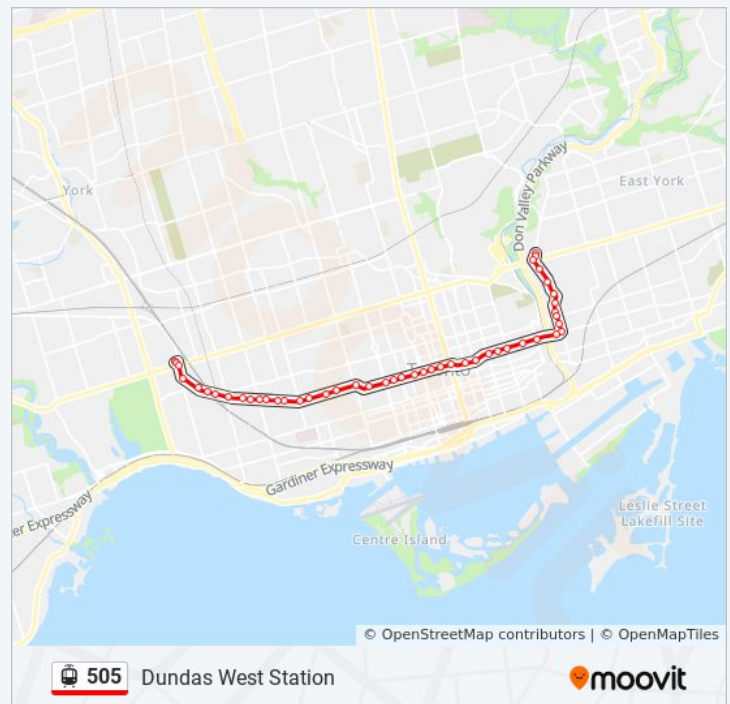 York
Don Valley Parkway
East York
Gardiner Expressway
er Expressway
Leslie Street
Lakefill Site
Centre Island
© OpenStreetMap contributors | © OpenMapTiles
505 Dundas West Station
moovit